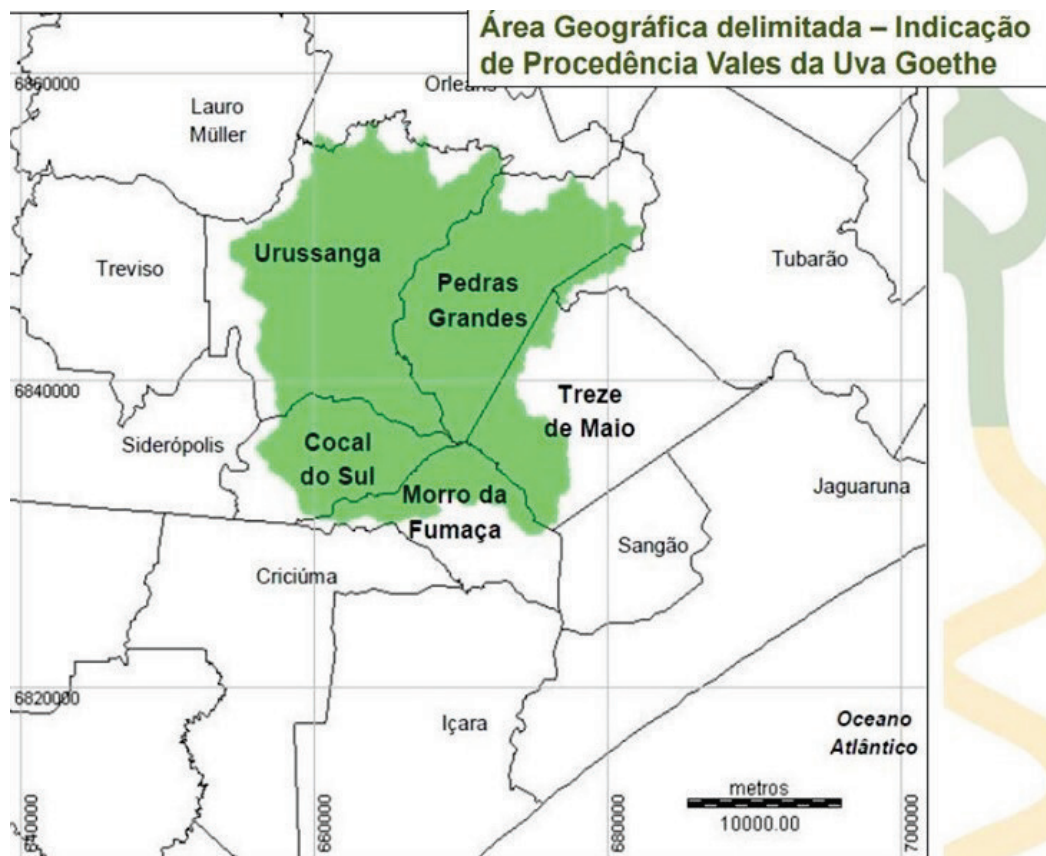 Área Geográfica delimitada – Indicação
de Procedência Vales da Uva Goethe
6860000
Orleans
Lauro
Müller
Urussanga
Treviso
Tubarão
Pedras
Grandes
6840000
Treze
de Maio
Siderópolis
Cocal
do Sul
Morro da
Fumaça
Jaguaruna
Sangão
Criciúma
6820000
Içara
Oceano
Atlântico
metros
10000.00
640000
660000
680000
700000